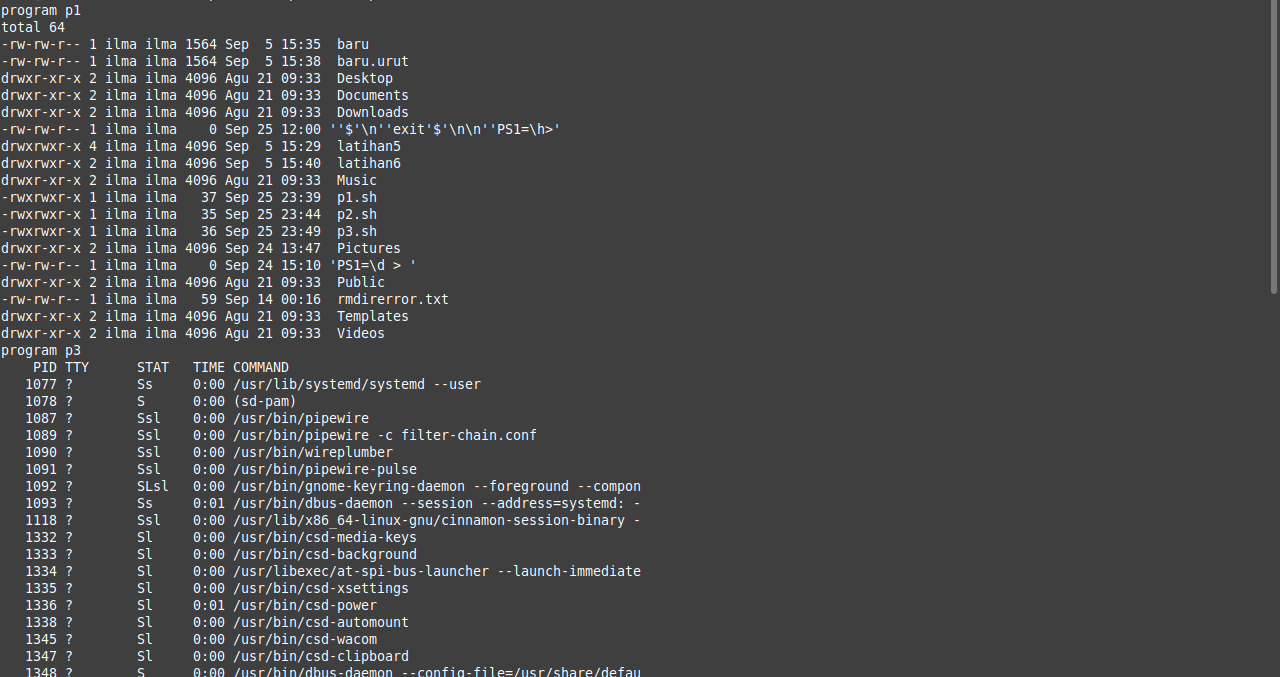 program p1
total 64
-rw-rw-r-- 1 ilma ilma 1564 Sep  5 15:35  baru
-rw-rw-r-- 1 ilma ilma 1564 Sep  5 15:38  baru.urut
drwxr-xr-x 2 ilma ilma 4096 Agu 21 09:33  Desktop
drwxr-xr-x 2 ilma ilma 4096 Agu 21 09:33  Documents
drwxr-xr-x 2 ilma ilma 4096 Agu 21 09:33  Downloads
-rw-rw-r-- 1 ilma ilma    0 Sep 25 12:00 ''$'\n''exit'$'\n\n''PS1=\h>'
drwxrwxr-x 4 ilma ilma 4096 Sep  5 15:29  latihan5
drwxrwxr-x 2 ilma ilma 4096 Sep  5 15:40  latihan6
drwxr-xr-x 2 ilma ilma 4096 Agu 21 09:33  Music
-rwxrwxr-x 1 ilma ilma   37 Sep 25 23:39  p1.sh
-rwxrwxr-x 1 ilma ilma   35 Sep 25 23:44  p2.sh
-rwxrwxr-x 1 ilma ilma   36 Sep 25 23:49  p3.sh
drwxr-xr-x 2 ilma ilma 4096 Sep 24 13:47  Pictures
-rw-rw-r-- 1 ilma ilma    0 Sep 24 15:10 'PS1=\d > '
drwxr-xr-x 2 ilma ilma 4096 Agu 21 09:33  Public
-rw-rw-r-- 1 ilma ilma   59 Sep 14 00:16  rmdirerror.txt
drwxr-xr-x 2 ilma ilma 4096 Agu 21 09:33  Templates
drwxr-xr-x 2 ilma ilma 4096 Agu 21 09:33  Videos
program p3
    PID TTY      STAT   TIME COMMAND
   1077 ?        Ss     0:00 /usr/lib/systemd/systemd --user
   1078 ?        S      0:00 (sd-pam)
   1087 ?        Ssl    0:00 /usr/bin/pipewire
   1089 ?        Ssl    0:00 /usr/bin/pipewire -c filter-chain.conf
   1090 ?        Ssl    0:00 /usr/bin/wireplumber
   1091 ?        Ssl    0:00 /usr/bin/pipewire-pulse
   1092 ?        SLsl   0:00 /usr/bin/gnome-keyring-daemon --foreground --compon
   1093 ?        Ss     0:01 /usr/bin/dbus-daemon --session --address=systemd: -
   1118 ?        Ssl    0:00 /usr/lib/x86_64-linux-gnu/cinnamon-session-binary -
   1332 ?        Sl     0:00 /usr/bin/csd-media-keys
   1333 ?        Sl     0:00 /usr/bin/csd-background
   1334 ?        Sl     0:00 /usr/libexec/at-spi-bus-launcher --launch-immediate
   1335 ?        Sl     0:00 /usr/bin/csd-xsettings
   1336 ?        Sl     0:01 /usr/bin/csd-power
   1338 ?        Sl     0:00 /usr/bin/csd-automount
   1345 ?        Sl     0:00 /usr/bin/csd-wacom
   1347 ?        Sl     0:00 /usr/bin/csd-clipboard
   1348 ?        S      0:00 /usr/bin/dbus-daemon --config-file=/usr/share/defau